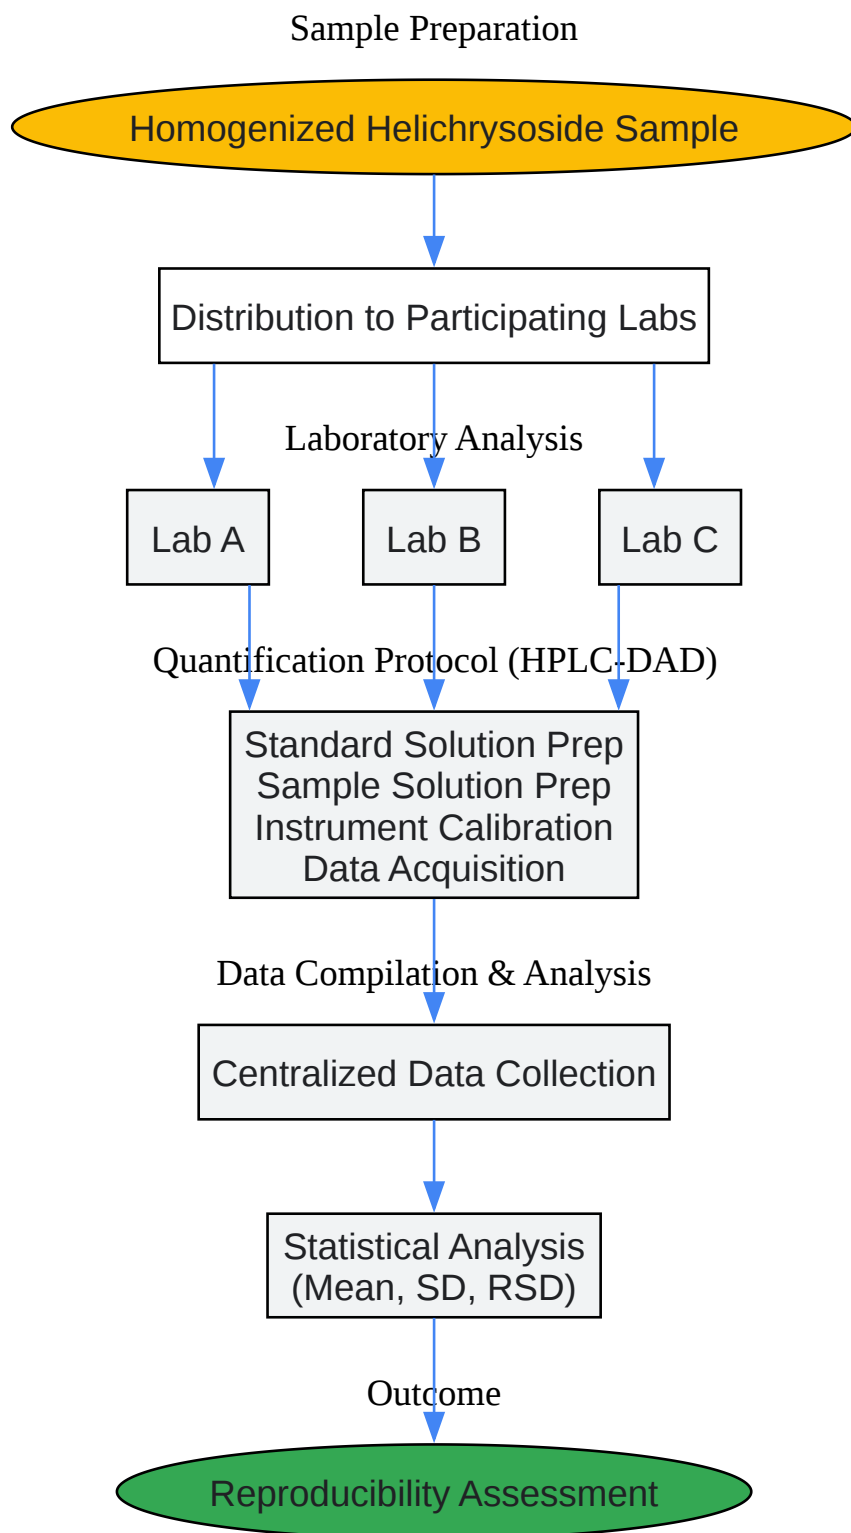 Sample Preparation
Homogenized Helichrysoside Sample
Distribution to Participating Labs
Laboratory Analysis
Lab A
Lab B
Lab C
Quantification Protocol (HPLC-DAD)
Standard Solution Prep
Sample Solution Prep
Instrument Calibration
Data Acquisition
Data Compilation & Analysis
Centralized Data Collection
Statistical Analysis
(Mean, SD, RSD)
Outcome
Reproducibility Assessment